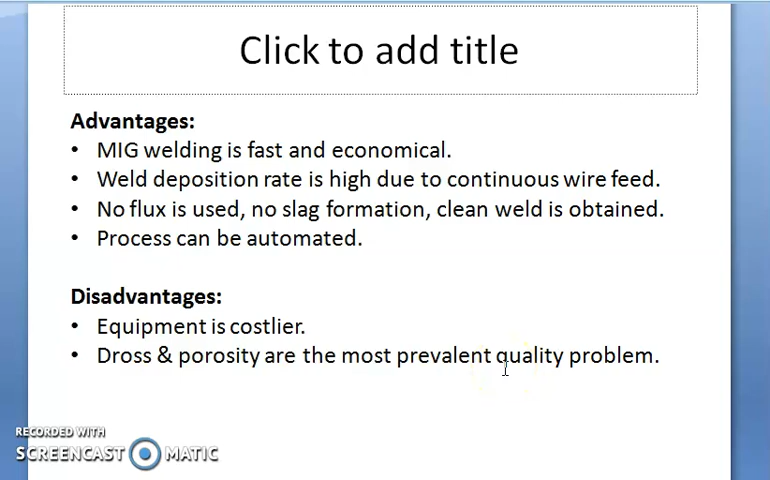 Click to add title
Advantages:
• MIG welding is fast and economical.
• Weld deposition rate is high due to continuous wire feed.
• No flux is used, no slag formation, clean weld is obtained.
• Process can be automated.
Disadvantages:
• Equipment is costlier.
• Dross & porosity are the most prevalent quality problem.
RECORDED WITH
SCREENCAST MATIC